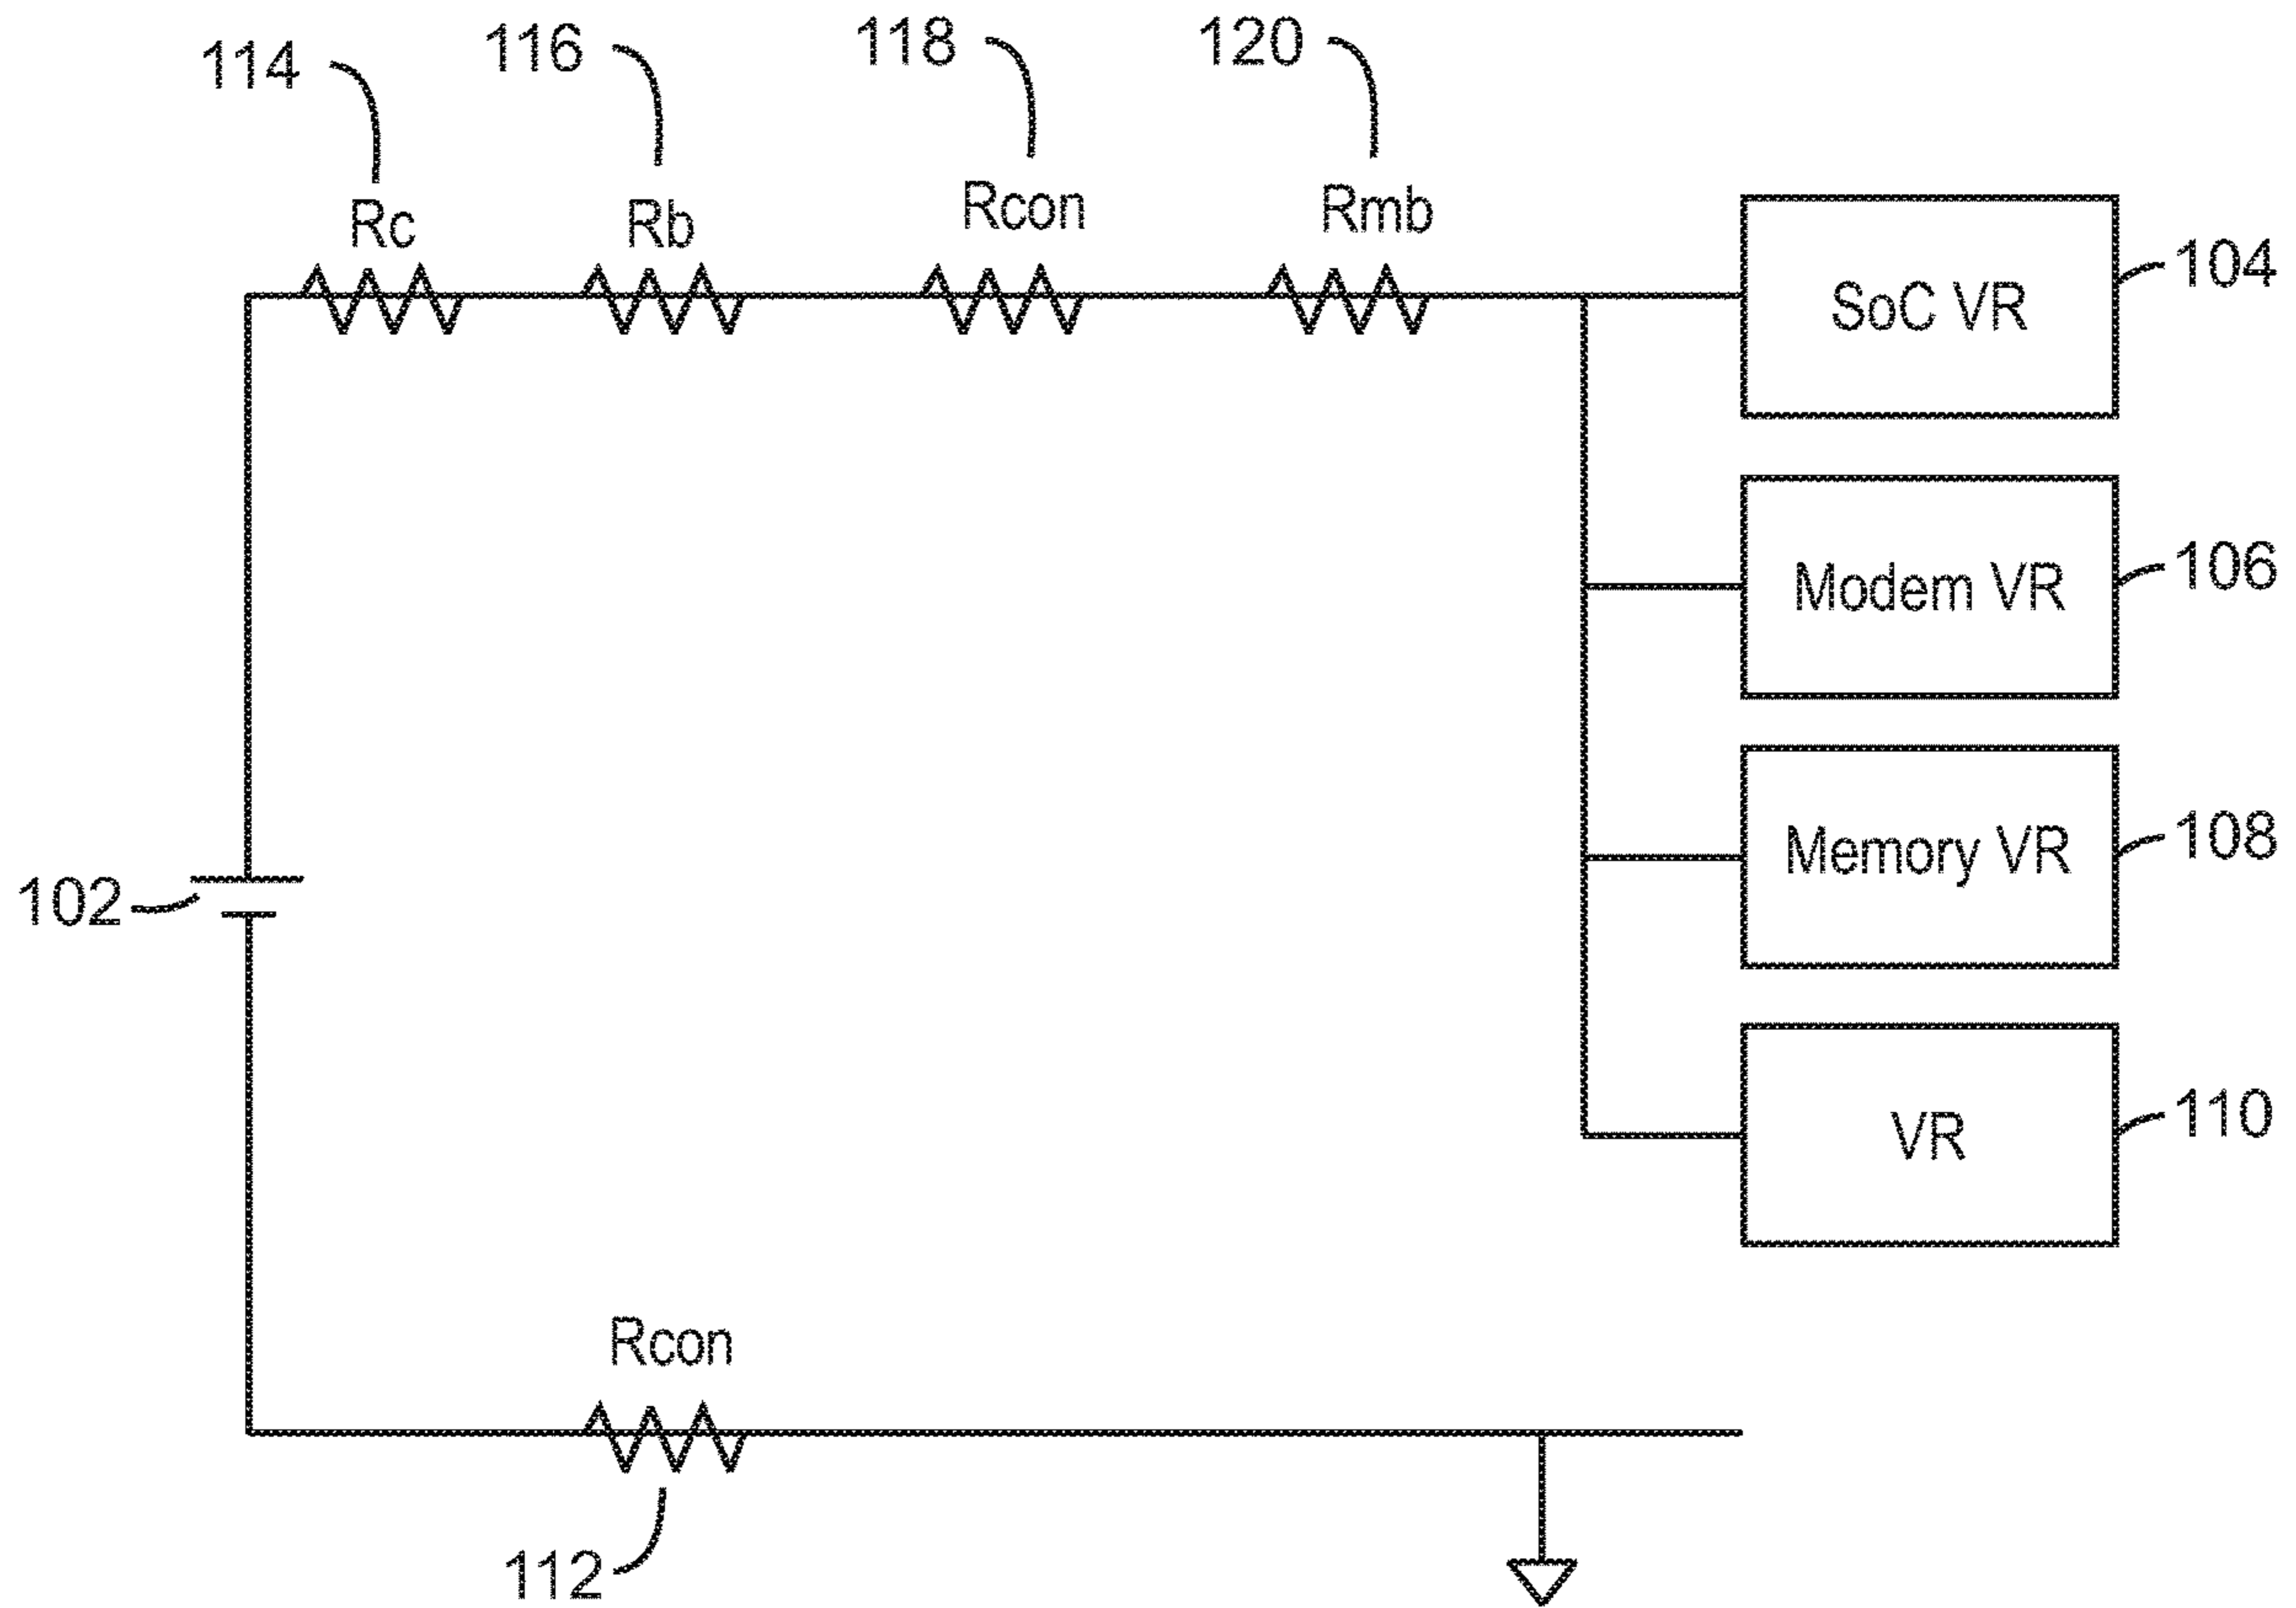 114
116
118
120
Rc
Rb
Rcon
Rmb
SoC VR
104
Modem VR
106
Memory VR
108
102
VR
110
Rcon
112